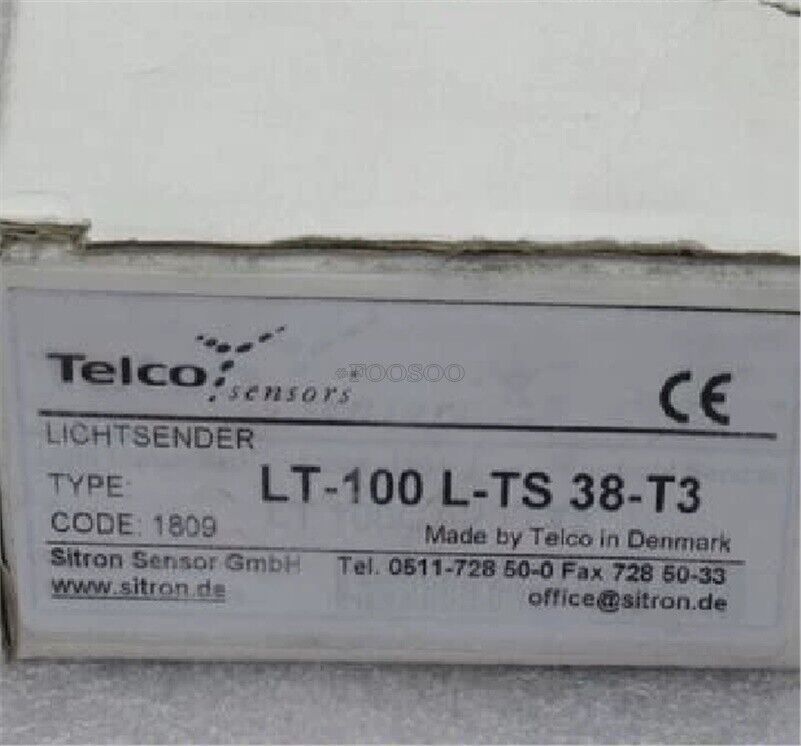 Telco sensors
*FOOSOO
CE
LICHTSENDER
TYPE: LT-100 L-TS 38-T3
CODE: 1809
Made by Telco in Denmark
Sitron Sensor GmbH Tel. 0511-728 50-0 Fax 728 50-33
www.sitron.de office@sitron.de